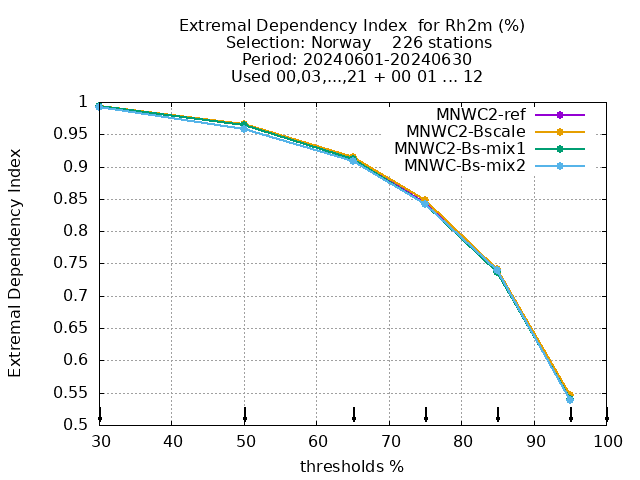 Extremal Dependency Index  for Rh2m (%)
Selection: Norway    226 stations
Period: 20240601-20240630
Used 00,03,...,21 + 00 01 ... 12
MNWC2-ref
MNWC2-Bscale
MNWC2-Bs-mix1
MNWC-Bs-mix2
Extremal Dependency Index
1
0.95
0.9
0.85
0.8
0.75
0.7
0.65
0.6
0.55
0.5
30 40 50 60 70 80 90 100
thresholds %